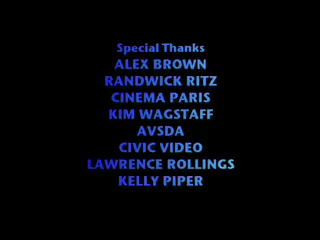 Special Thanks
ALEX BROWN
RANDWICK RITZ
CINEMA PARIS
KIM WAGSTAFF
AVSDA
CIVIC VIDEO
LAWRENCE ROLLINGS
KELLY PIPER